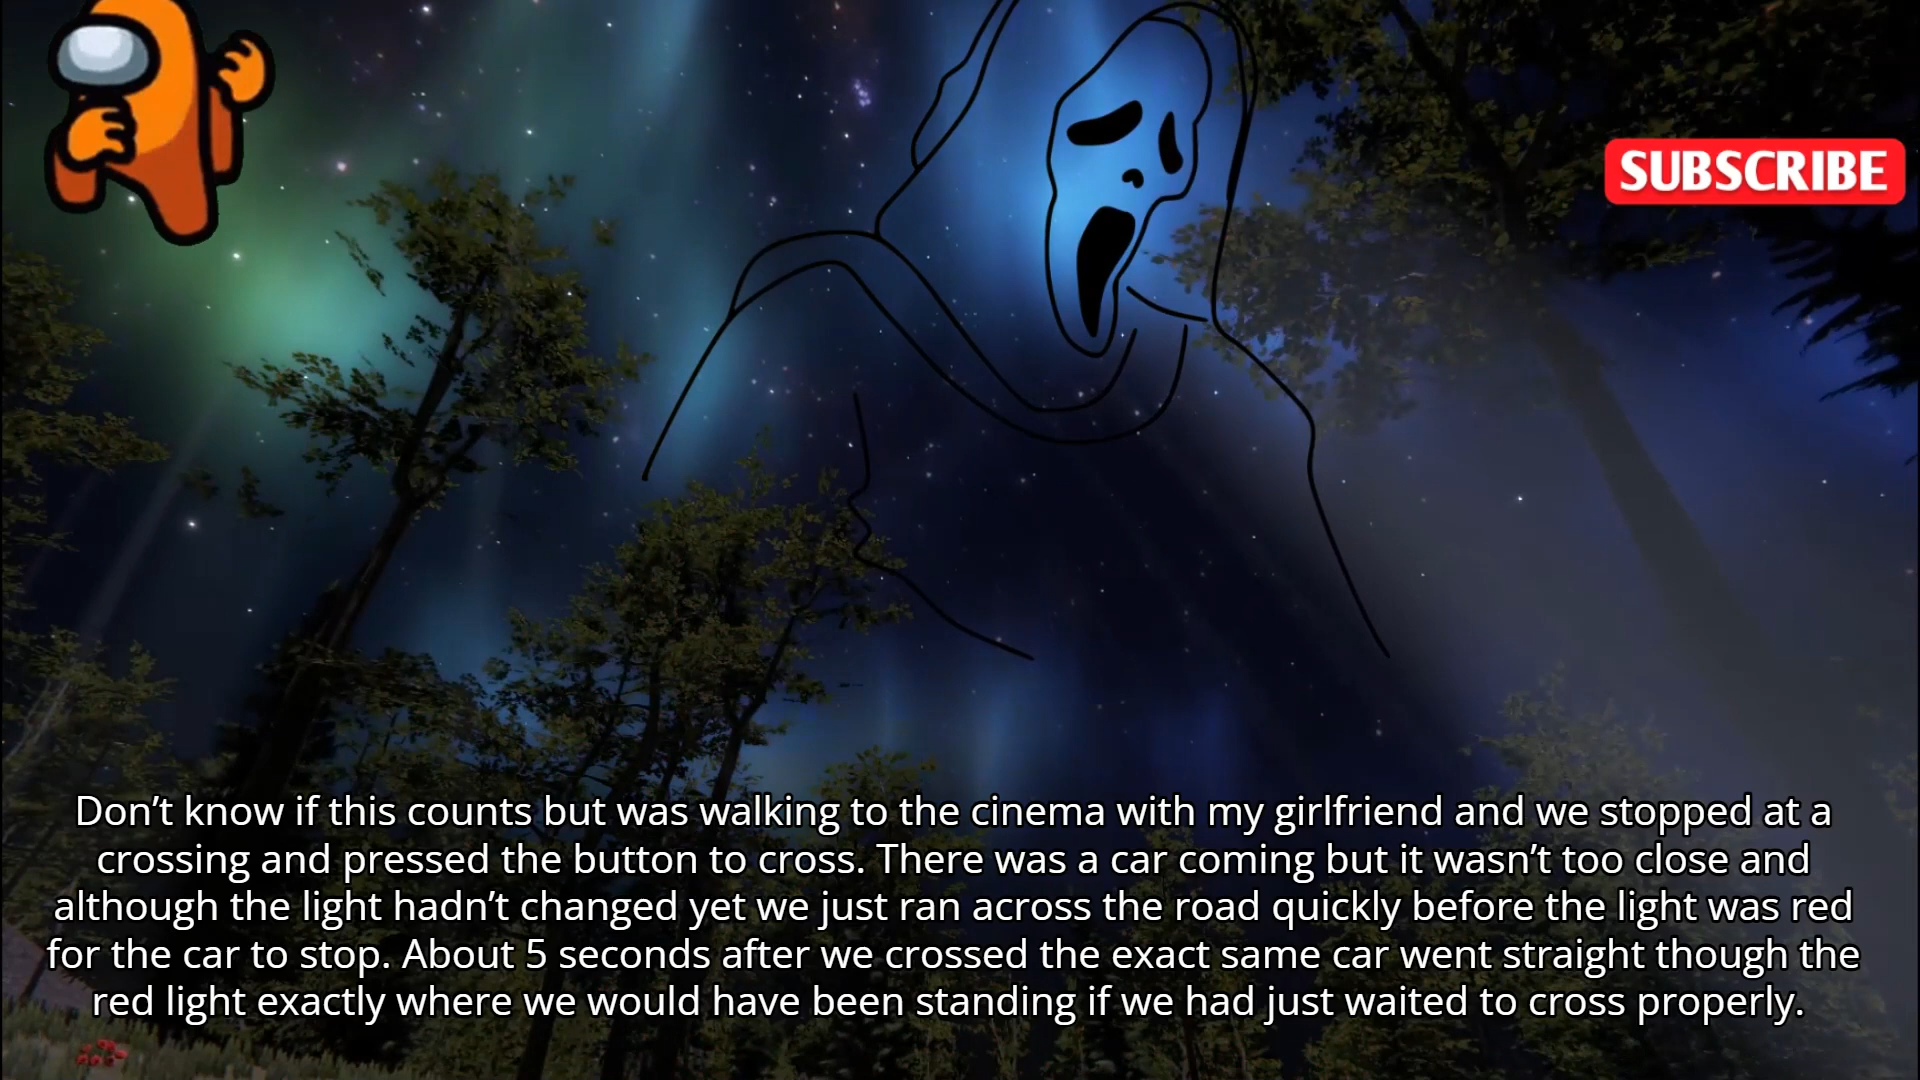 SUBSCRIBE
Don’t know if this counts but was walking to the cinema with my girlfriend and we stopped at a
crossing and pressed the button to cross. There was a car coming but it wasn’t too close and
although the light hadn’t changed yet we just ran across the road quickly before the light was red
for the car to stop. About 5 seconds after we crossed the exact same car went straight though the
red light exactly where we would have been standing if we had just waited to cross properly.